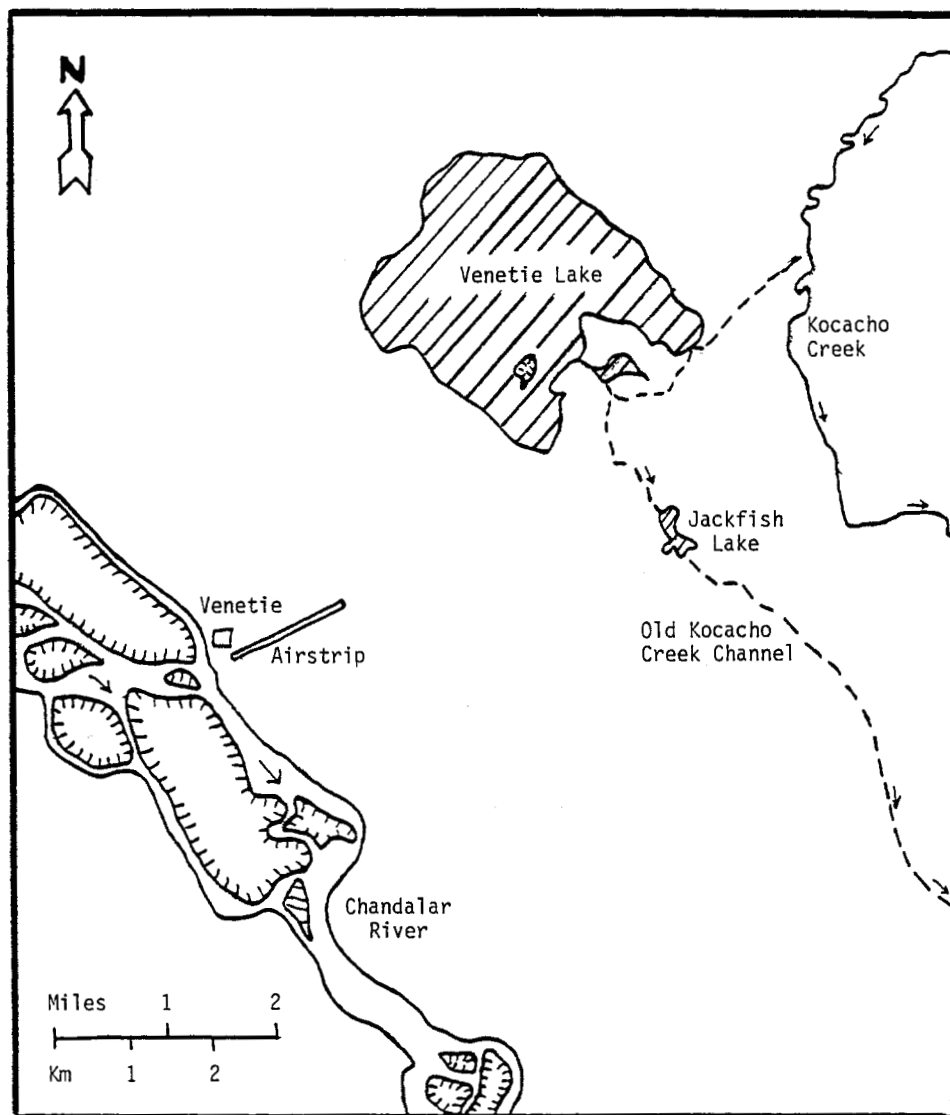 N
Venetie Lake
Kocacho
Creek
Jackfish
Lake
Venetie
Airstrip
Old Kocacho
Creek Channel
Chandalar
River
Miles 1 2
Km 1 2